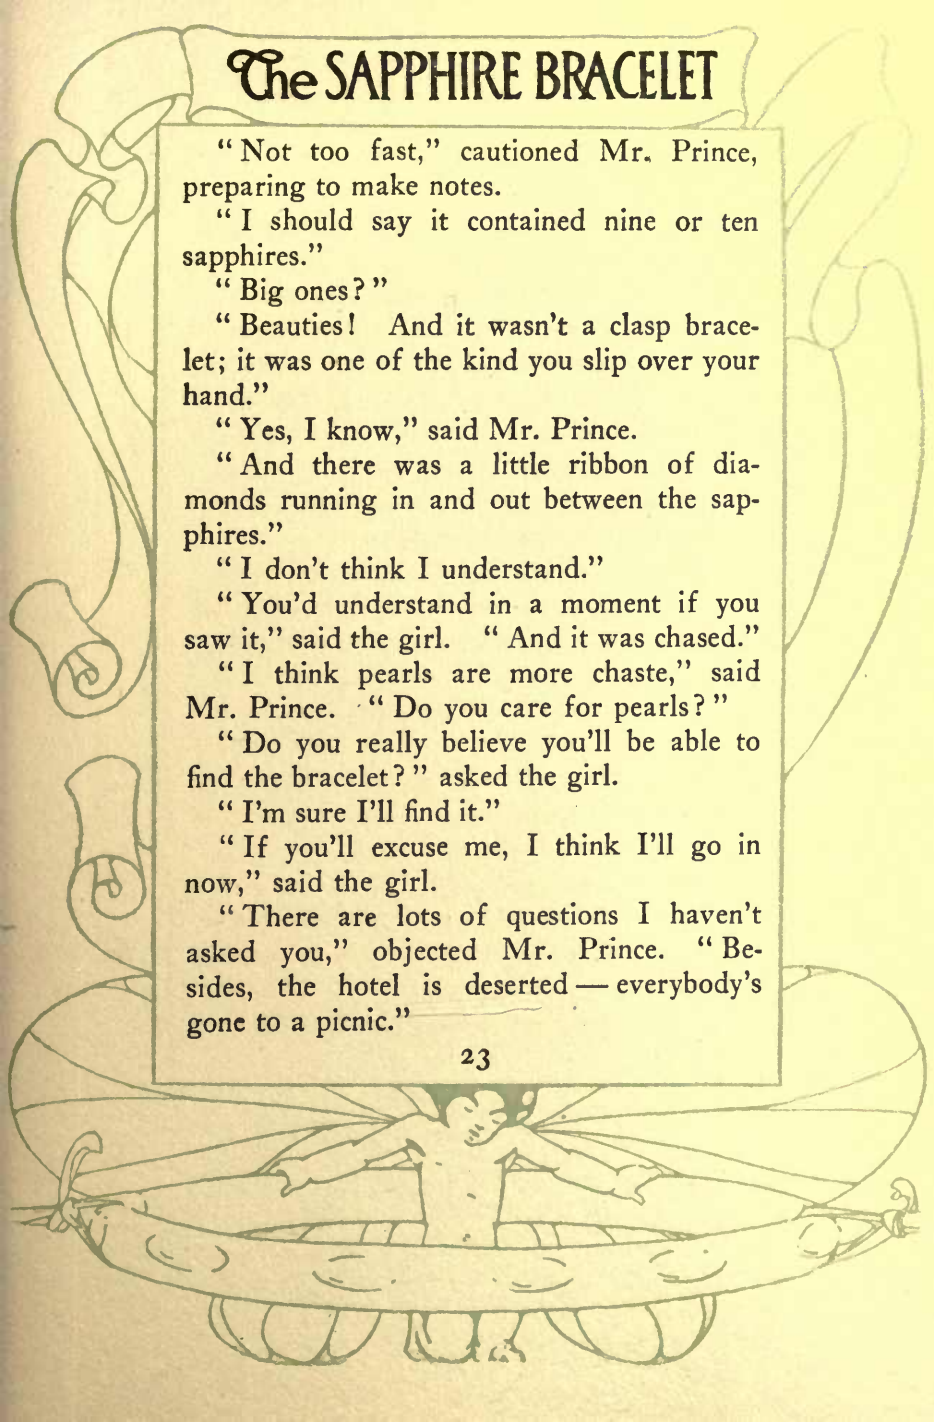 The SAPPHIRE BRACELET
"Not too fast," cautioned Mr. Prince,
preparing to make notes.
"I should say it contained nine or ten
sapphires."
"Big ones?"
"Beauties! And it wasn't a clasp brace-
let; it was one of the kind you slip over your
hand."
"Yes, I know," said Mr. Prince.
"And there was a little ribbon of dia-
monds running in and out between the sap-
phires."
"I don't think I understand."
"You'd understand in a moment if you
saw it," said the girl. "And it was chased."
"I think pearls are more chaste," said
Mr. Prince. "Do you care for pearls?"
"Do you really believe you'll be able to
find the bracelet?" asked the girl.
"I'm sure I'll find it."
"If you'll excuse me, I think I'll go in
now," said the girl.
"There are lots of questions I haven't
asked you," objected Mr. Prince. "Be-
sides, the hotel is deserted — everybody's
gone to a picnic."
23